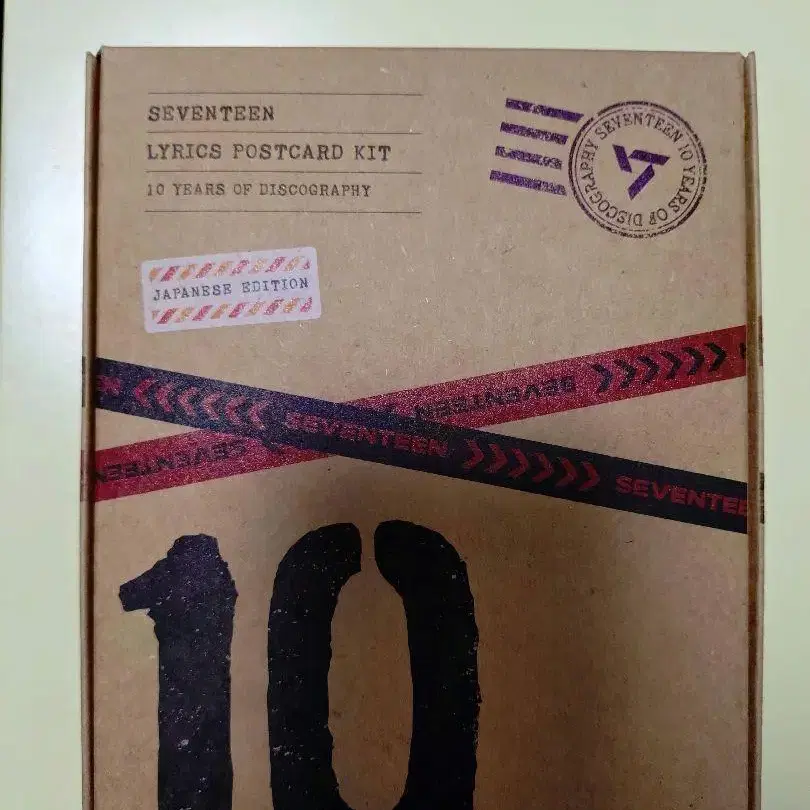 SEVENTEEN
LYRICS POSTCARD KIT
10 YEARS OF DISCOGRAPHY
SEVENTEEN 10 YEARS OF DISCOGRAPHY
JAPANESE EDITION
SEVENTEEN
SEVENTEEN
SEVENTEEN
SEVENTEE
10